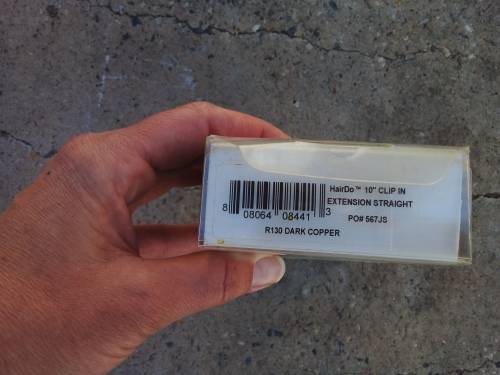 HairDo™ 10" CLIP IN
EXTENSION STRAIGHT
PO# 567JS
8 08064 08441 3
R130 DARK COPPER